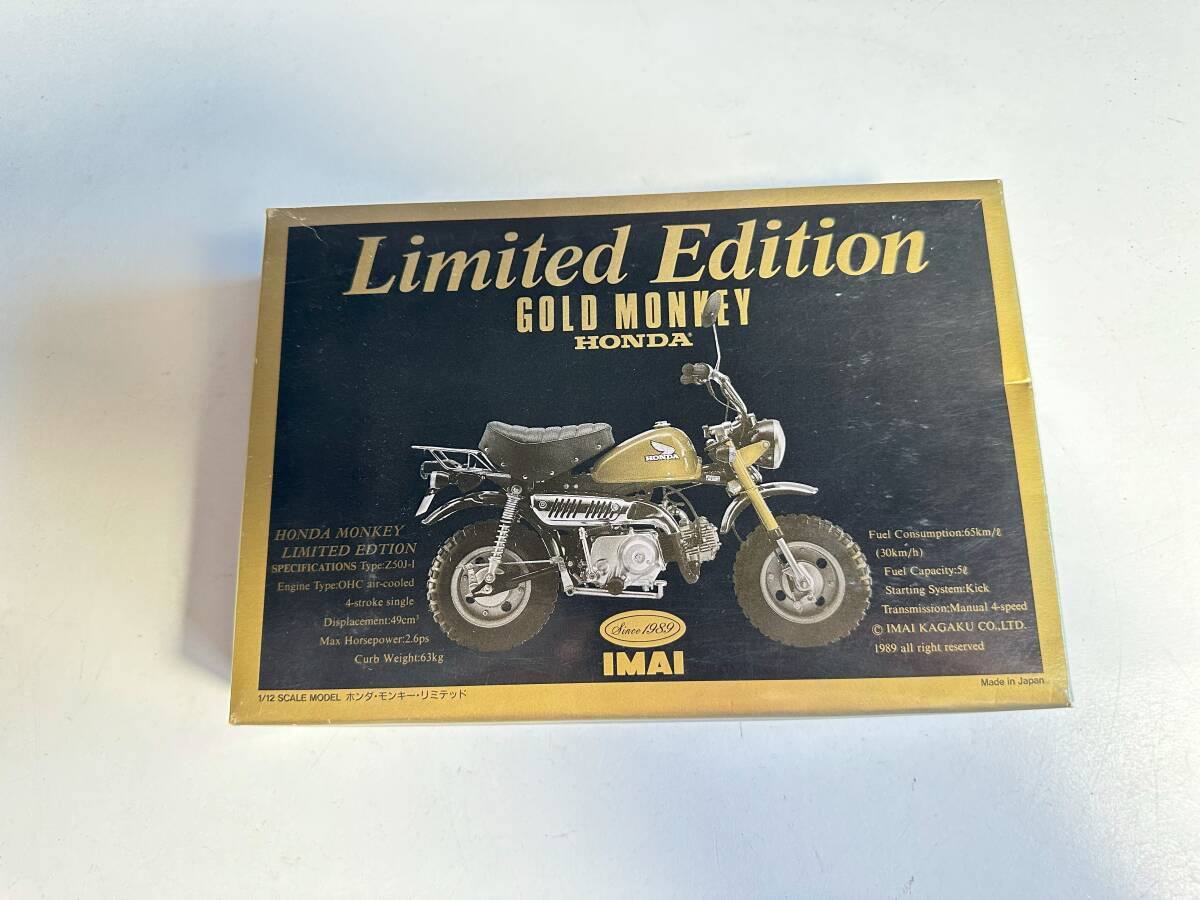 Limited Edition
GOLD MONKEY
HONDA
HONDA
HONDA MONKEY
LIMITED EDTION
SPECIFICATIONS Type:Z50J-I
Engine Type:OHC air-cooled
4-stroke single
Displacement:49cm³
Max Horsepower:2.6ps
Curb Weight:63kg
Fuel Consumption:65km/ℓ
(30km/h)
Fuel Capacity:5ℓ
Starting System:Kick
Transmission:Manual 4-speed
© IMAI KAGAKU CO.,LTD.
1989 all right reserved
Since 1989
IMAI
1/12 SCALE MODEL ホンダ・モンキー・リミテッド
Made in Japan